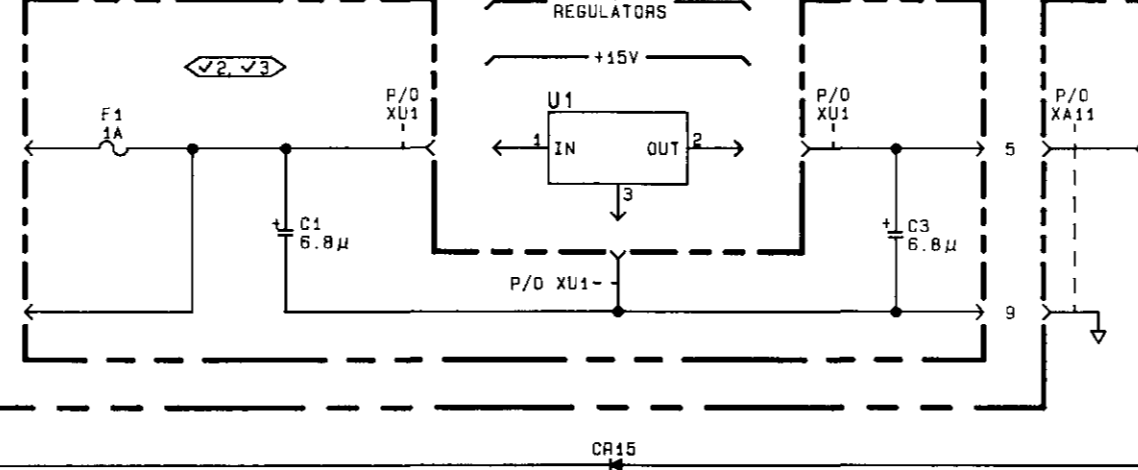 REGULATORS
+15V
✓2, ✓3
F1
1A
P/O
XU1
U1
1 IN OUT 2
3
P/O
XU1
5
P/O
XA11
+ C1
6.8μ
+ C3
6.8μ
P/O XU1
9
CR15